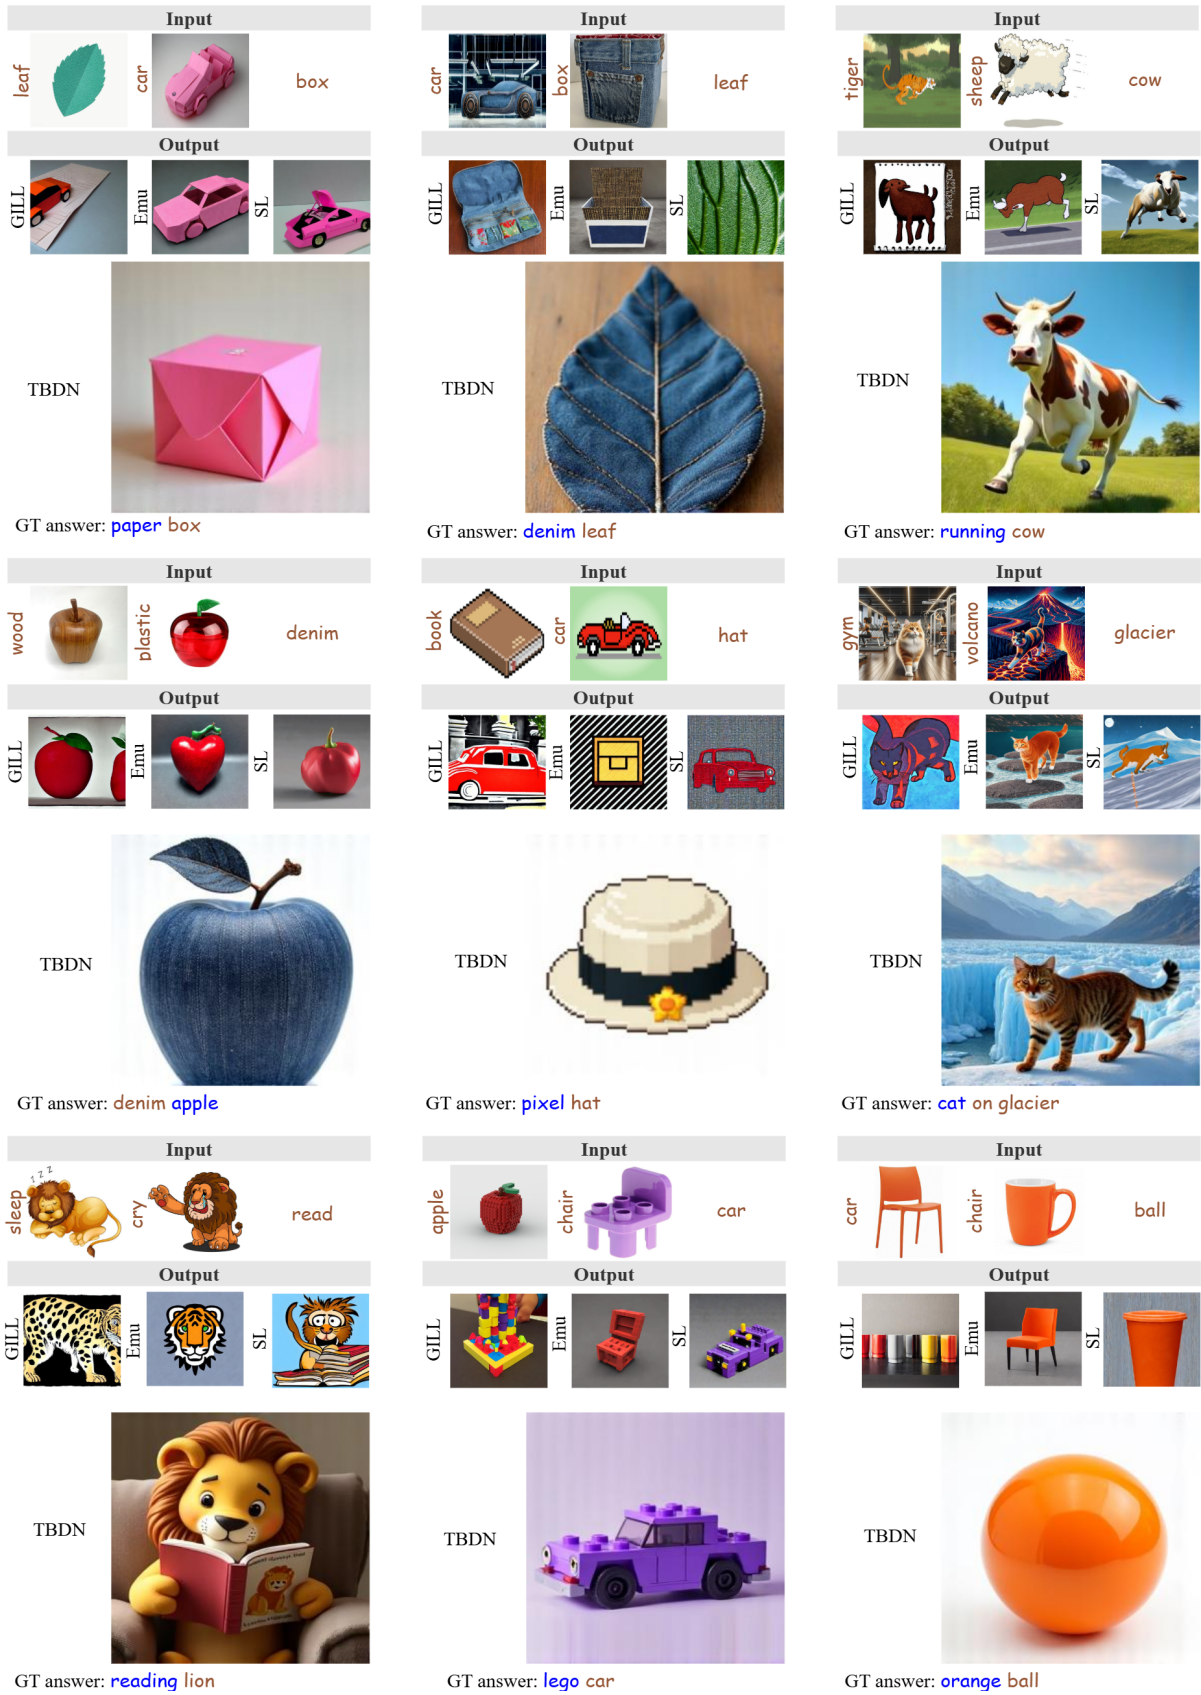 Input
leaf
car
box
Output
GILL
Emu
SL
TBDN
GT answer: paper box
Input
car
box
leaf
Output
GILL
Emu
SL
TBDN
GT answer: denim leaf
Input
tiger
sheep
cow
Output
GILL
Emu
SL
TBDN
GT answer: running cow
Input
wood
plastic
denim
Output
GILL
Emu
SL
TBDN
GT answer: denim apple
Input
book
car
hat
Output
GILL
Emu
SL
TBDN
GT answer: pixel hat
Input
gym
volcano
glacier
Output
GILL
Emu
SL
TBDN
GT answer: cat on glacier
Input
sleep
z z z
cry
read
Output
GILL
Emu
SL
TBDN
GT answer: reading lion
Input
apple
chair
car
Output
GILL
Emu
SL
TBDN
GT answer: lego car
Input
car
chair
ball
Output
GILL
Emu
SL
TBDN
GT answer: orange ball